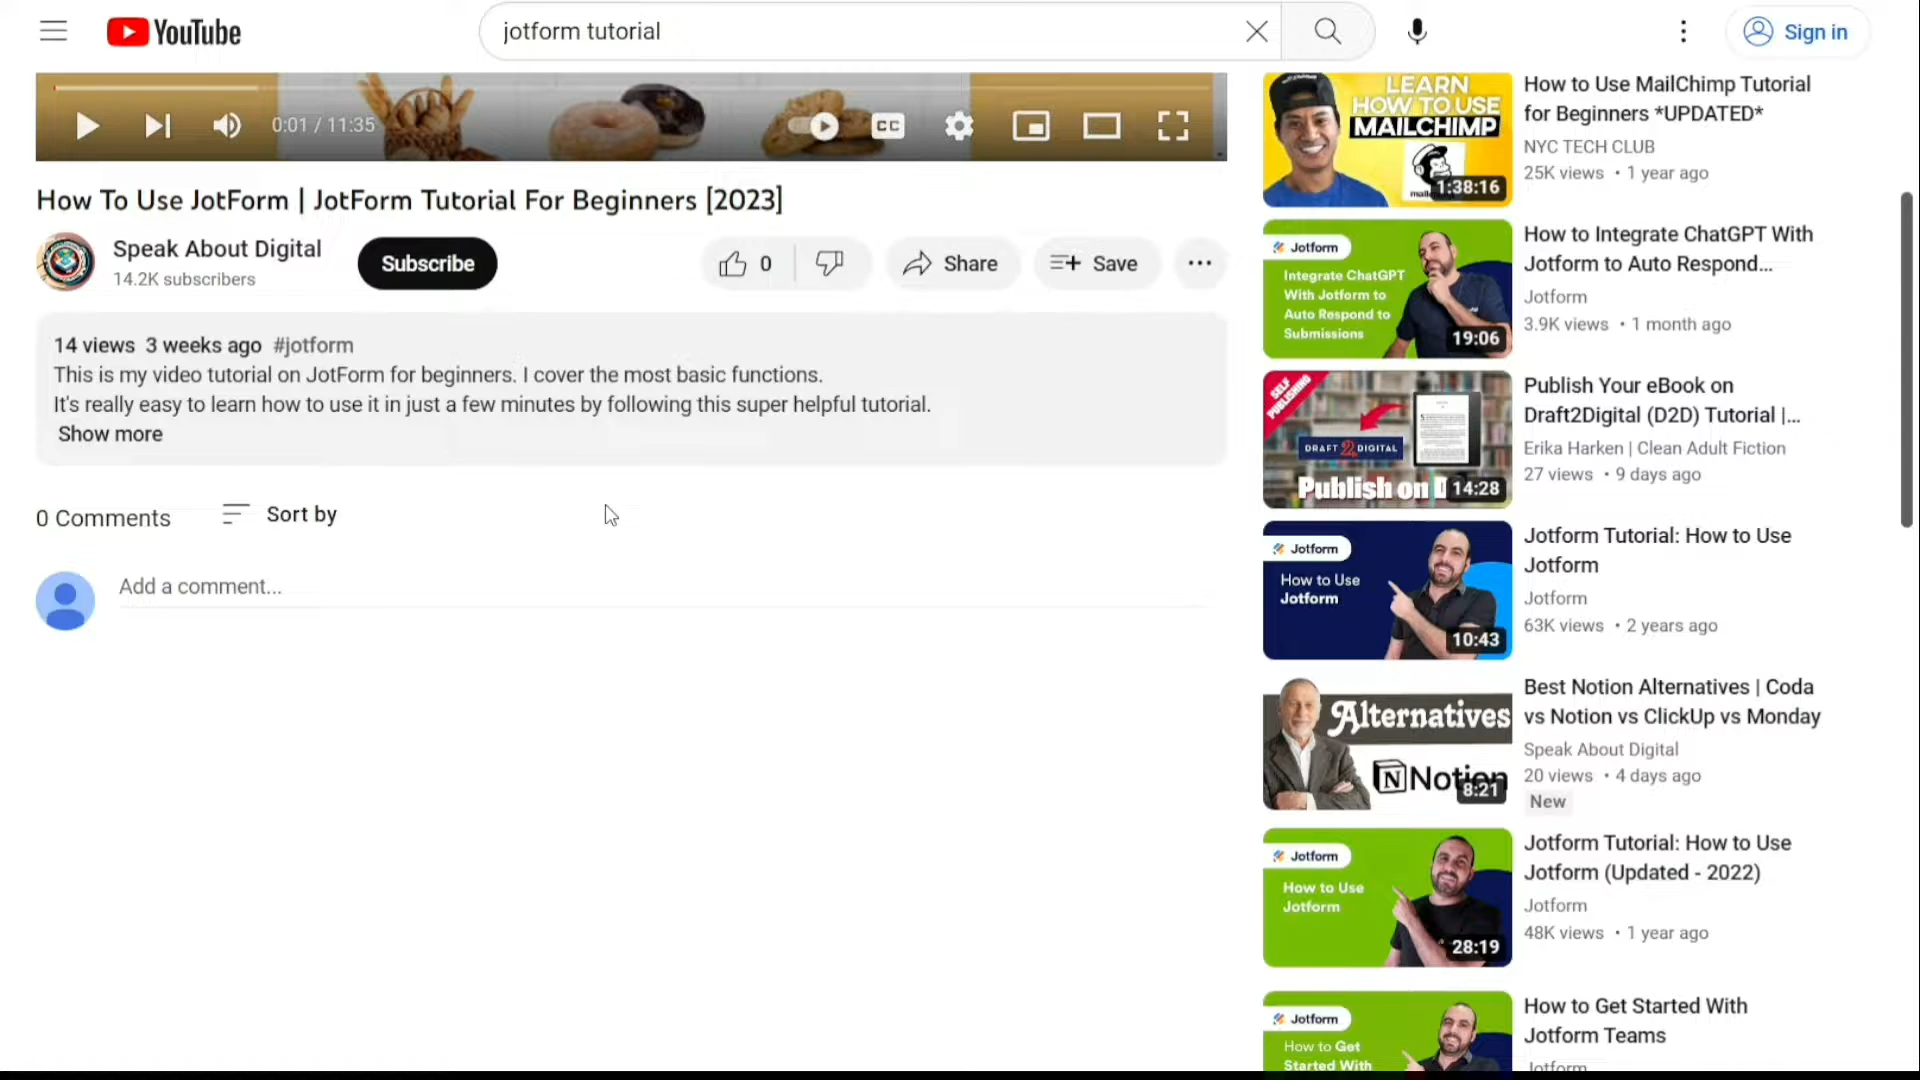 YouTube
jotform tutorial
Sign in
0:01 / 11:35
CC
How To Use JotForm | JotForm Tutorial For Beginners [2023]
Speak About Digital
14.2K subscribers
Subscribe
0
Share
Save
14 views 3 weeks ago #jotform
This is my video tutorial on JotForm for beginners. I cover the most basic functions.
It's really easy to learn how to use it in just a few minutes by following this super helpful tutorial.
Show more
0 Comments
Sort by
Add a comment...
LEARN
HOW TO USE
MAILCHIMP
1:38:16
How to Use MailChimp Tutorial
for Beginners *UPDATED*
NYC TECH CLUB
25K views • 1 year ago
Jotform
Integrate ChatGPT
With Jotform to
Auto Respond to
Submissions
19:06
How to Integrate ChatGPT With
Jotform to Auto Respond...
Jotform
3.9K views • 1 month ago
SELF
PUBLISHING
DRAFT 2 DIGITAL
Publish on D
14:28
Publish Your eBook on
Draft2Digital (D2D) Tutorial |...
Erika Harken | Clean Adult Fiction
27 views • 9 days ago
Jotform
How to Use
Jotform
10:43
Jotform Tutorial: How to Use
Jotform
Jotform
63K views • 2 years ago
Alternatives
Notion
8:21
Best Notion Alternatives | Coda
vs Notion vs ClickUp vs Monday
Speak About Digital
20 views • 4 days ago
New
Jotform
How to Use
Jotform
28:19
Jotform Tutorial: How to Use
Jotform (Updated - 2022)
Jotform
48K views • 1 year ago
Jotform
How to Get
Started With
How to Get Started With
Jotform Teams
Jotform